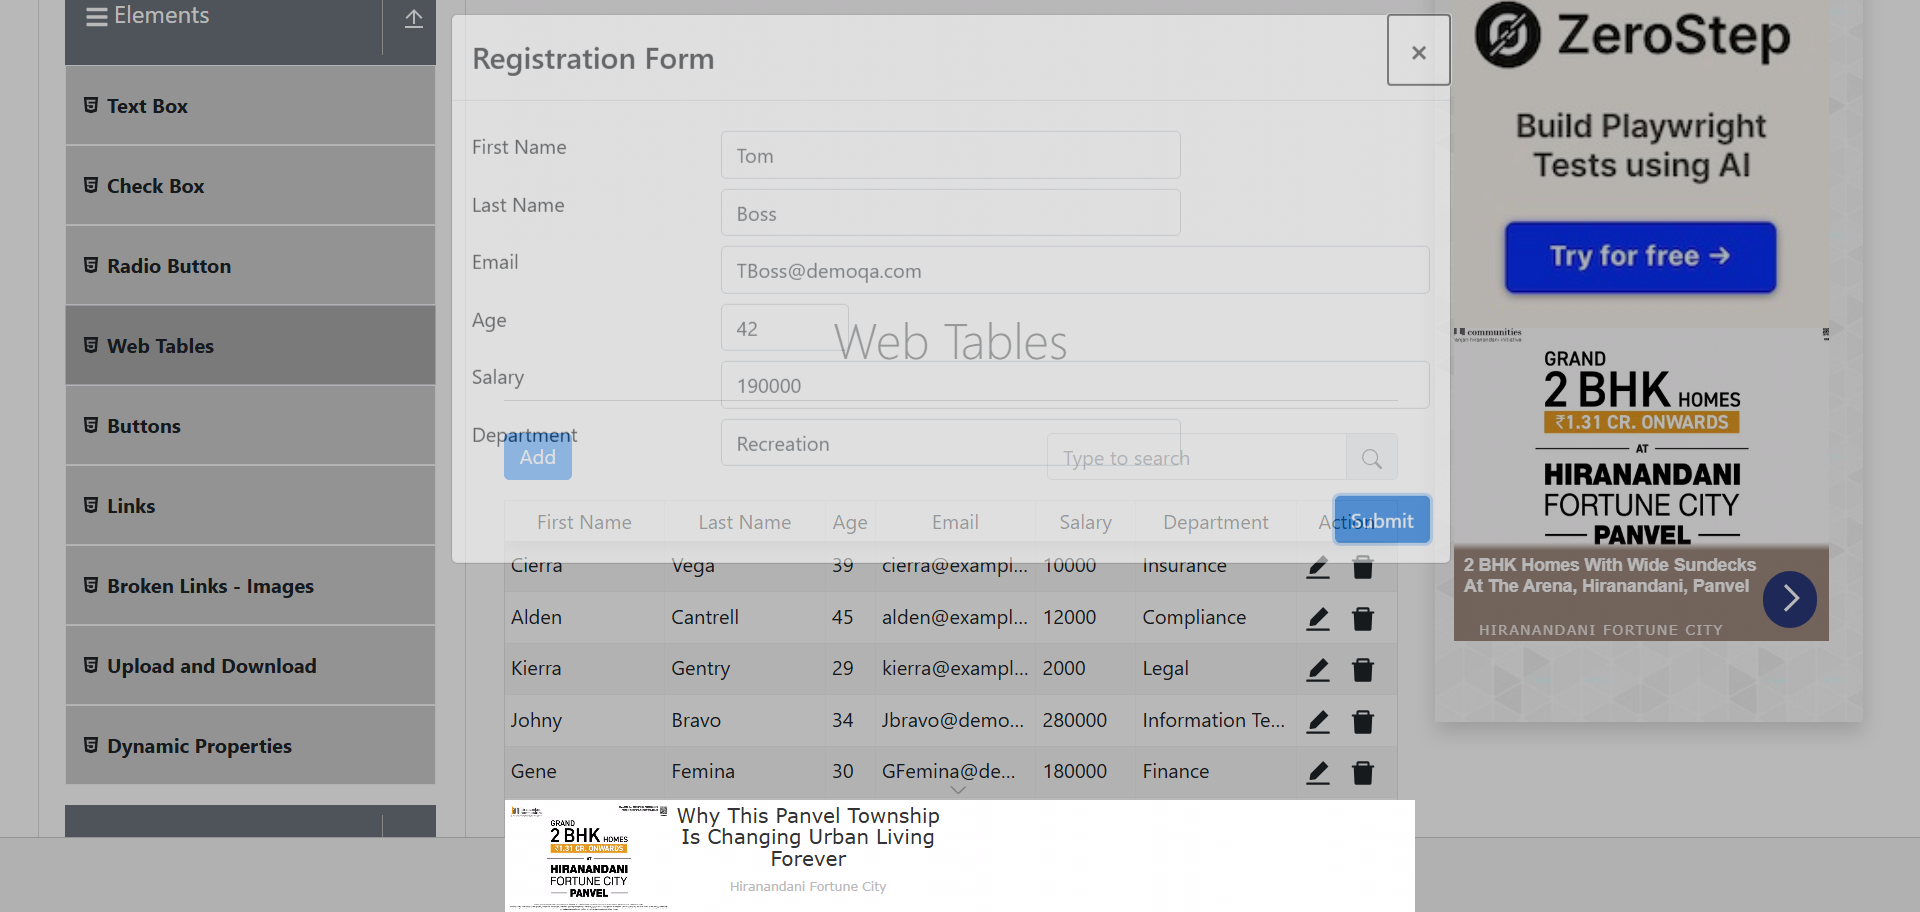 Elements
Text Box
Check Box
Radio Button
Web Tables
Buttons
Links
Broken Links - Images
Upload and Download
Dynamic Properties
Registration Form
×
First Name
Tom
Last Name
Boss
Email
TBoss@demoqa.com
Age
42
Web Tables
Salary
190000
Department
Recreation
Add
Type to search
Submit
First Name Last Name Age Email Salary Department Action
Cierra Vega 39 cierra@exampl... 10000 Insurance
Alden Cantrell 45 alden@exampl... 12000 Compliance
Kierra Gentry 29 kierra@exampl... 2000 Legal
Johny Bravo 34 Jbravo@demo... 280000 Information Te...
Gene Femina 30 GFemina@de... 180000 Finance
ZeroStep
Build Playwright
Tests using AI
Try for free →
communities
GRAND
2 BHK HOMES
₹1.31 CR. ONWARDS
AT
HIRANANDANI
FORTUNE CITY
PANVEL
2 BHK Homes With Wide Sundecks
At The Arena, Hiranandani, Panvel
HIRANANDANI FORTUNE CITY
GRAND
2 BHK HOMES
₹1.31 CR. ONWARDS
AT
HIRANANDANI
FORTUNE CITY
PANVEL
Why This Panvel Township
Is Changing Urban Living
Forever
Hiranandani Fortune City